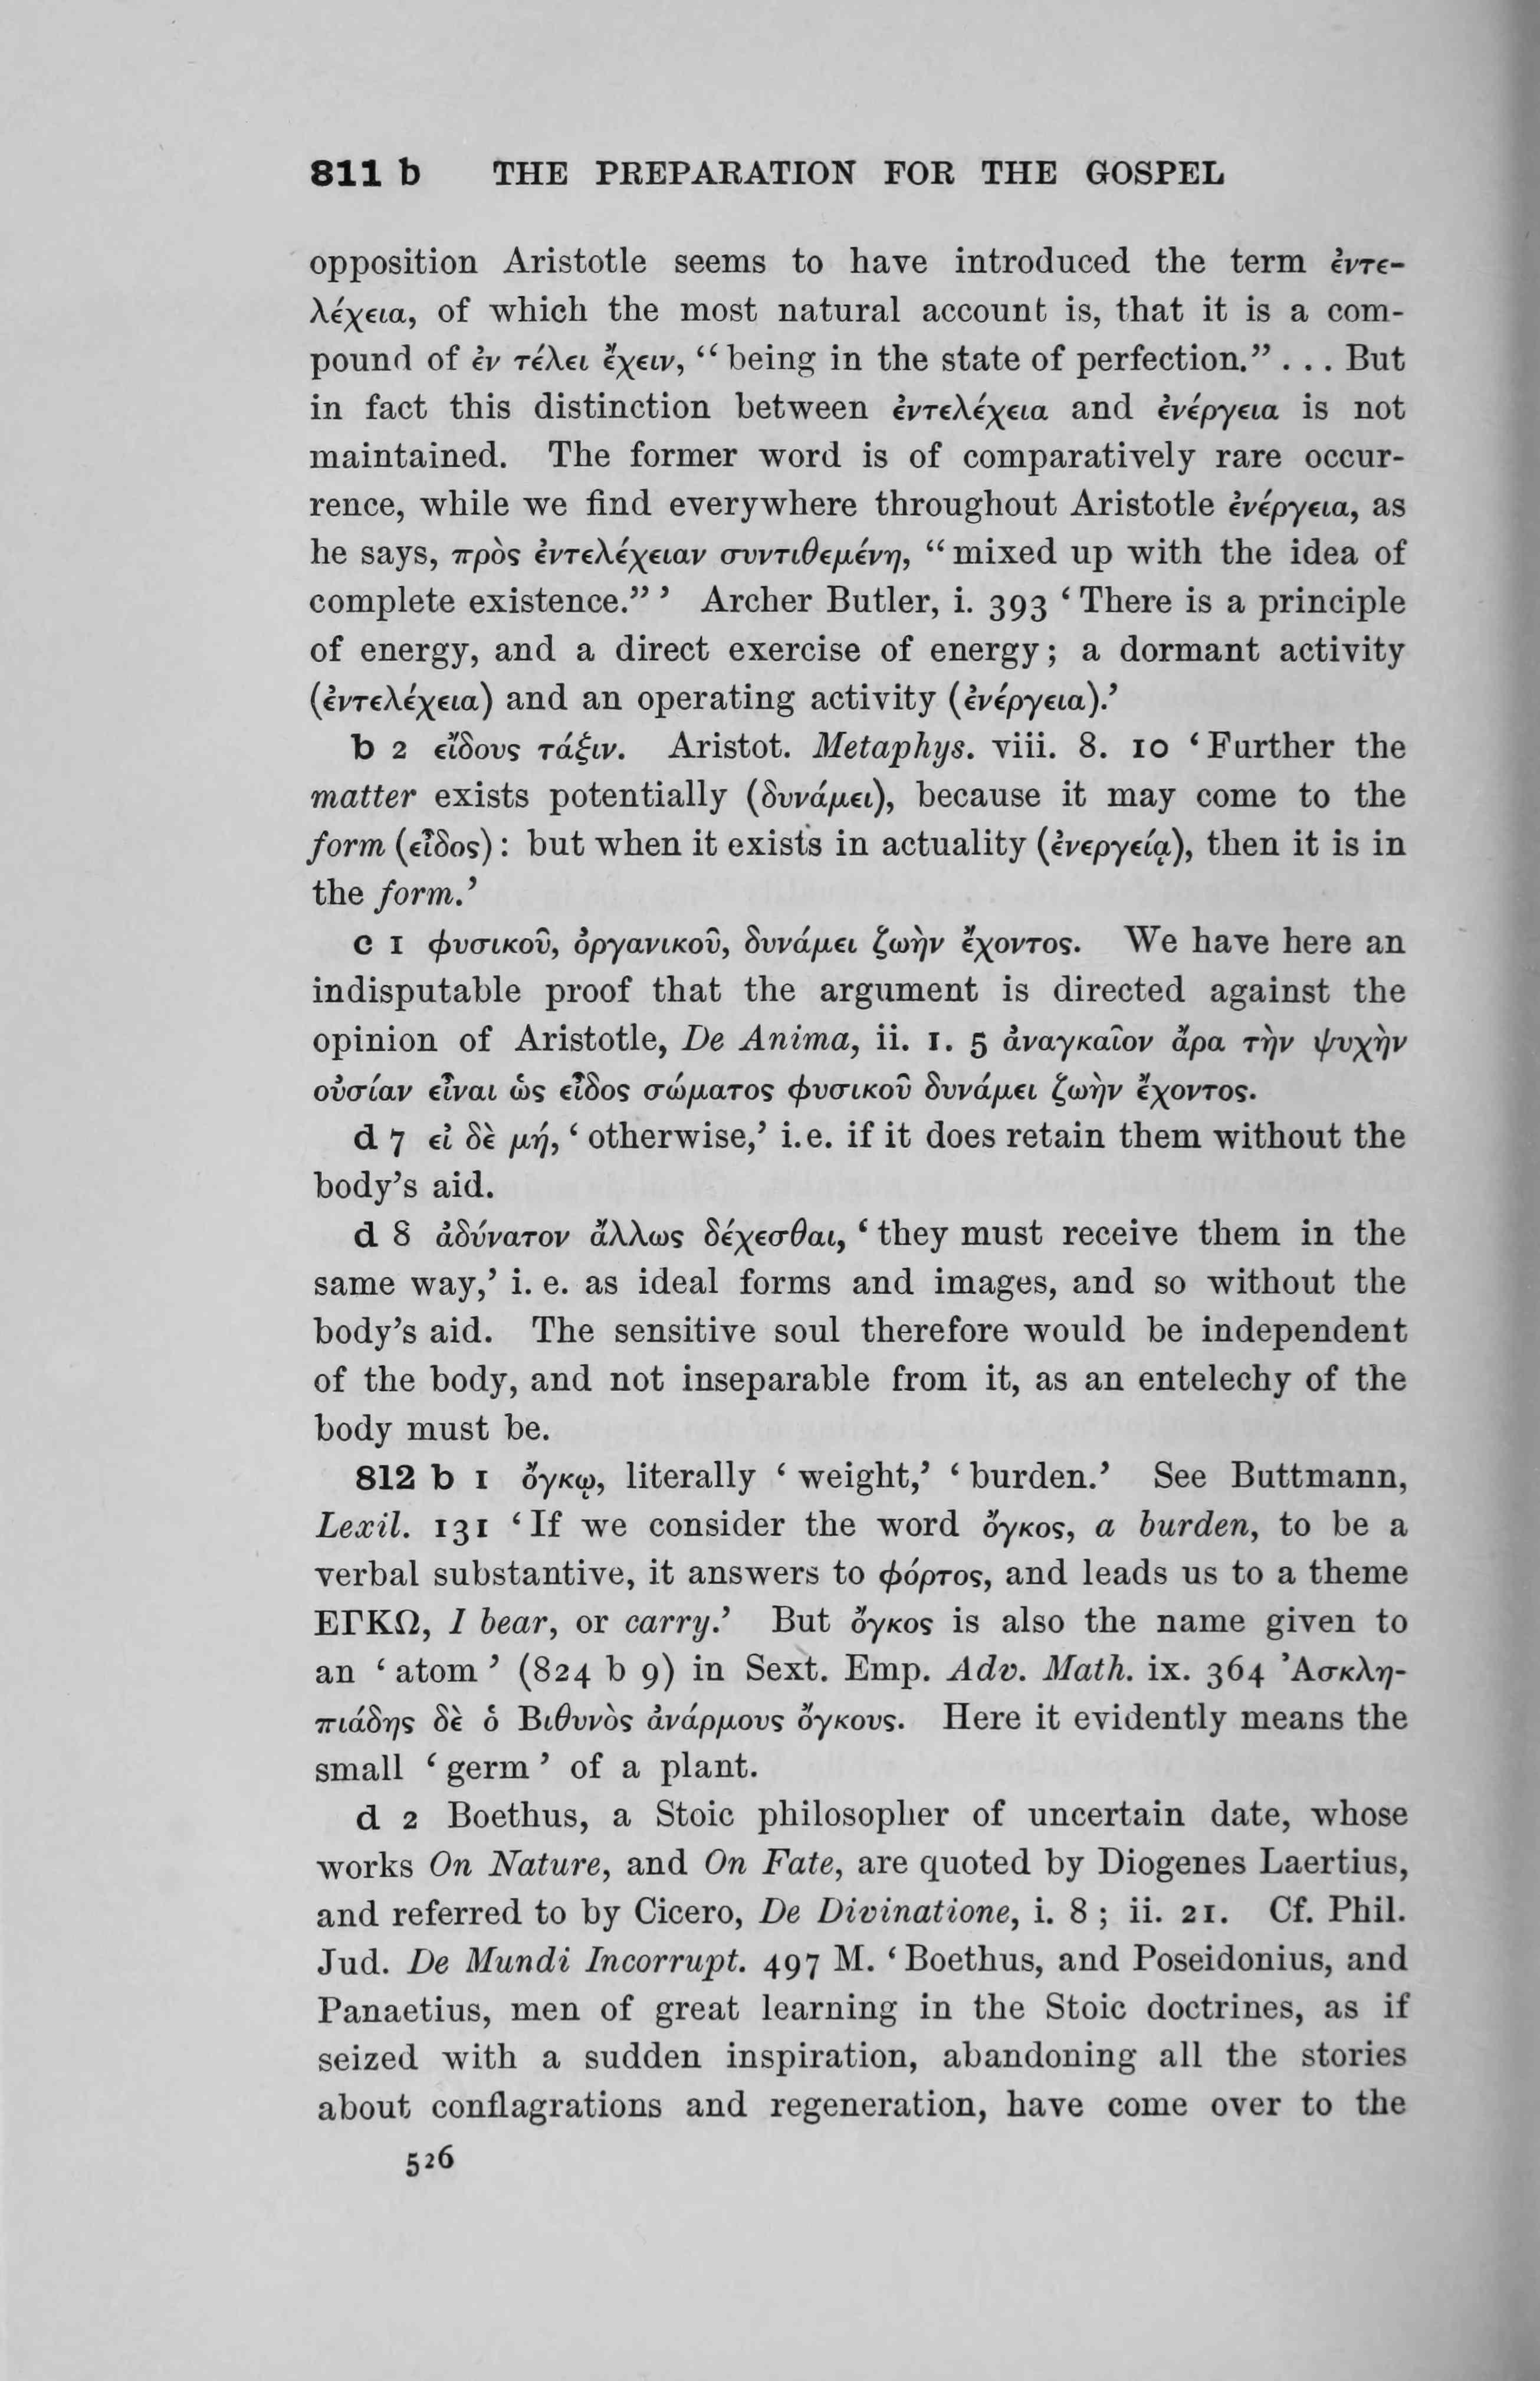 811 b THE PREPARATION FOR THE GOSPEL
opposition Aristotle seems to have introduced the term ἐντε-
λέχεια, of which the most natural account is, that it is a com-
pound of ἐν τέλει ἔχειν, “being in the state of perfection.” . . . But
in fact this distinction between ἐντελέχεια and ἐνέργεια is not
maintained. The former word is of comparatively rare occur-
rence, while we find everywhere throughout Aristotle ἐνέργεια, as
he says, πρὸς ἐντελέχειαν συντιθεμένη, “mixed up with the idea of
complete existence.” ’ Archer Butler, i. 393 ‘There is a principle
of energy, and a direct exercise of energy; a dormant activity
(ἐντελέχεια) and an operating activity (ἐνέργεια).’
b 2 εἴδους τάξιν. Aristot. Metaphys. viii. 8. 10 ‘Further the
matter exists potentially (δυνάμει), because it may come to the
form (εἶδος): but when it exists in actuality (ἐνεργείᾳ), then it is in
the form.’
c 1 φυσικοῦ, ὀργανικοῦ, δυνάμει ζωὴν ἔχοντος. We have here an
indisputable proof that the argument is directed against the
opinion of Aristotle, De Anima, ii. 1. 5 ἀναγκαῖον ἄρα τὴν ψυχὴν
οὐσίαν εἶναι ὡς εἶδος σώματος φυσικοῦ δυνάμει ζωὴν ἔχοντος.
d 7 εἰ δὲ μή, ‘otherwise,’ i.e. if it does retain them without the
body’s aid.
d 8 ἀδύνατον ἄλλως δέχεσθαι, ‘they must receive them in the
same way,’ i. e. as ideal forms and images, and so without the
body’s aid. The sensitive soul therefore would be independent
of the body, and not inseparable from it, as an entelechy of the
body must be.
812 b 1 ὄγκῳ, literally ‘weight,’ ‘burden.’ See Buttmann,
Lexil. 131 ‘If we consider the word ὄγκος, a burden, to be a
verbal substantive, it answers to φόρτος, and leads us to a theme
ΕΓΚΩ, I bear, or carry.’ But ὄγκος is also the name given to
an ‘atom’ (824 b 9) in Sext. Emp. Adv. Math. ix. 364 Ἀσκλη-
πιάδης δὲ ὁ Βιθυνὸς ἀνάρμους ὄγκους. Here it evidently means the
small ‘germ’ of a plant.
d 2 Boethus, a Stoic philosopher of uncertain date, whose
works On Nature, and On Fate, are quoted by Diogenes Laertius,
and referred to by Cicero, De Divinatione, i. 8; ii. 21. Cf. Phil.
Jud. De Mundi Incorrupt. 497 M. ‘Boethus, and Poseidonius, and
Panaetius, men of great learning in the Stoic doctrines, as if
seized with a sudden inspiration, abandoning all the stories
about conflagrations and regeneration, have come over to the
526